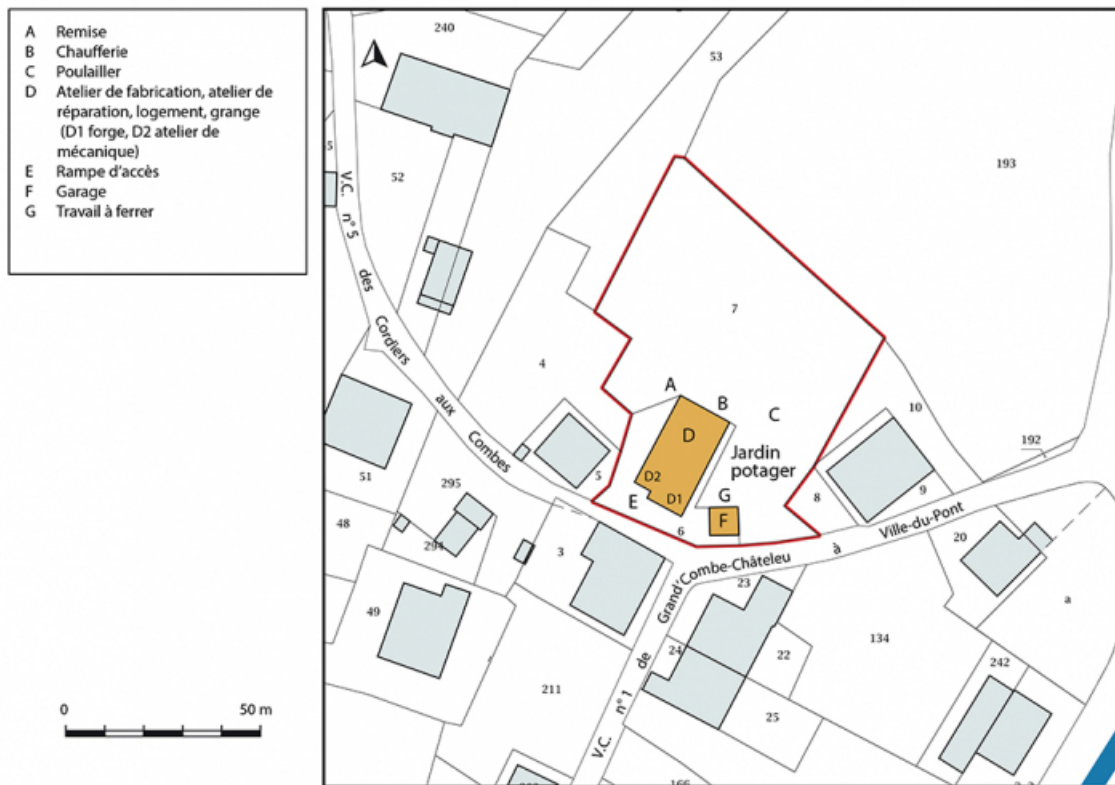 A Remise
B Chaufferie
C Poulailler
D Atelier de fabrication, atelier de
réparation, logement, grange
(D1 forge, D2 atelier de
mécanique)
E Rampe d'accès
F Garage
G Travail à ferrer
0 50 m
240
53
193
52
V.C. n° 5 des Cordiers aux Combes
7
4
A
B
C
D
10
192
Jardin
potager
D2
D1
E
G
F
5
6
8
9
51
295
48
294
3
49
V.C. n° 1 de Grand'Combe-Châteleu à Ville-du-Pont
20
a
23
134
24
22
242
211
25
166